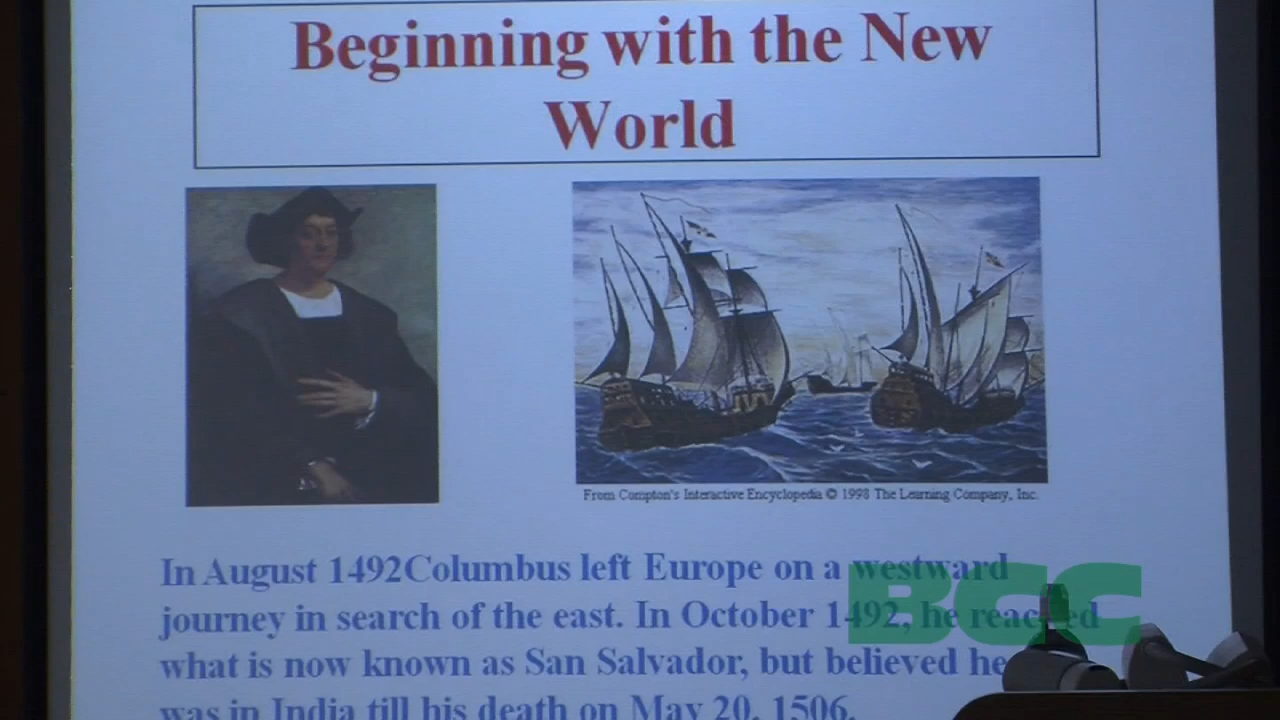 Beginning with the New
World
From Compton's Interactive Encyclopedia © 1998 The Learning Company, Inc.
In August 1492Columbus left Europe on a westward
journey in search of the east. In October 1492, he reached
what is now known as San Salvador, but believed he
was in India till his death on May 20, 1506.
BCC